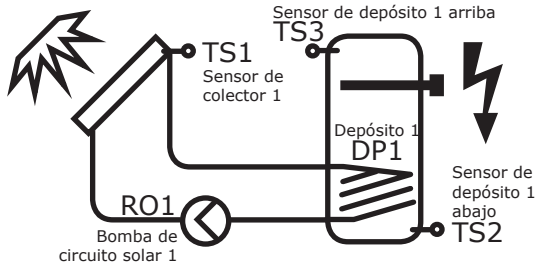 Sensor de depósito 1 arriba
TS3
TS1
Sensor de
colector 1
Depósito 1
DP1
Sensor de
depósito 1
abajo
TS2
RO1
Bomba de
circuito solar 1